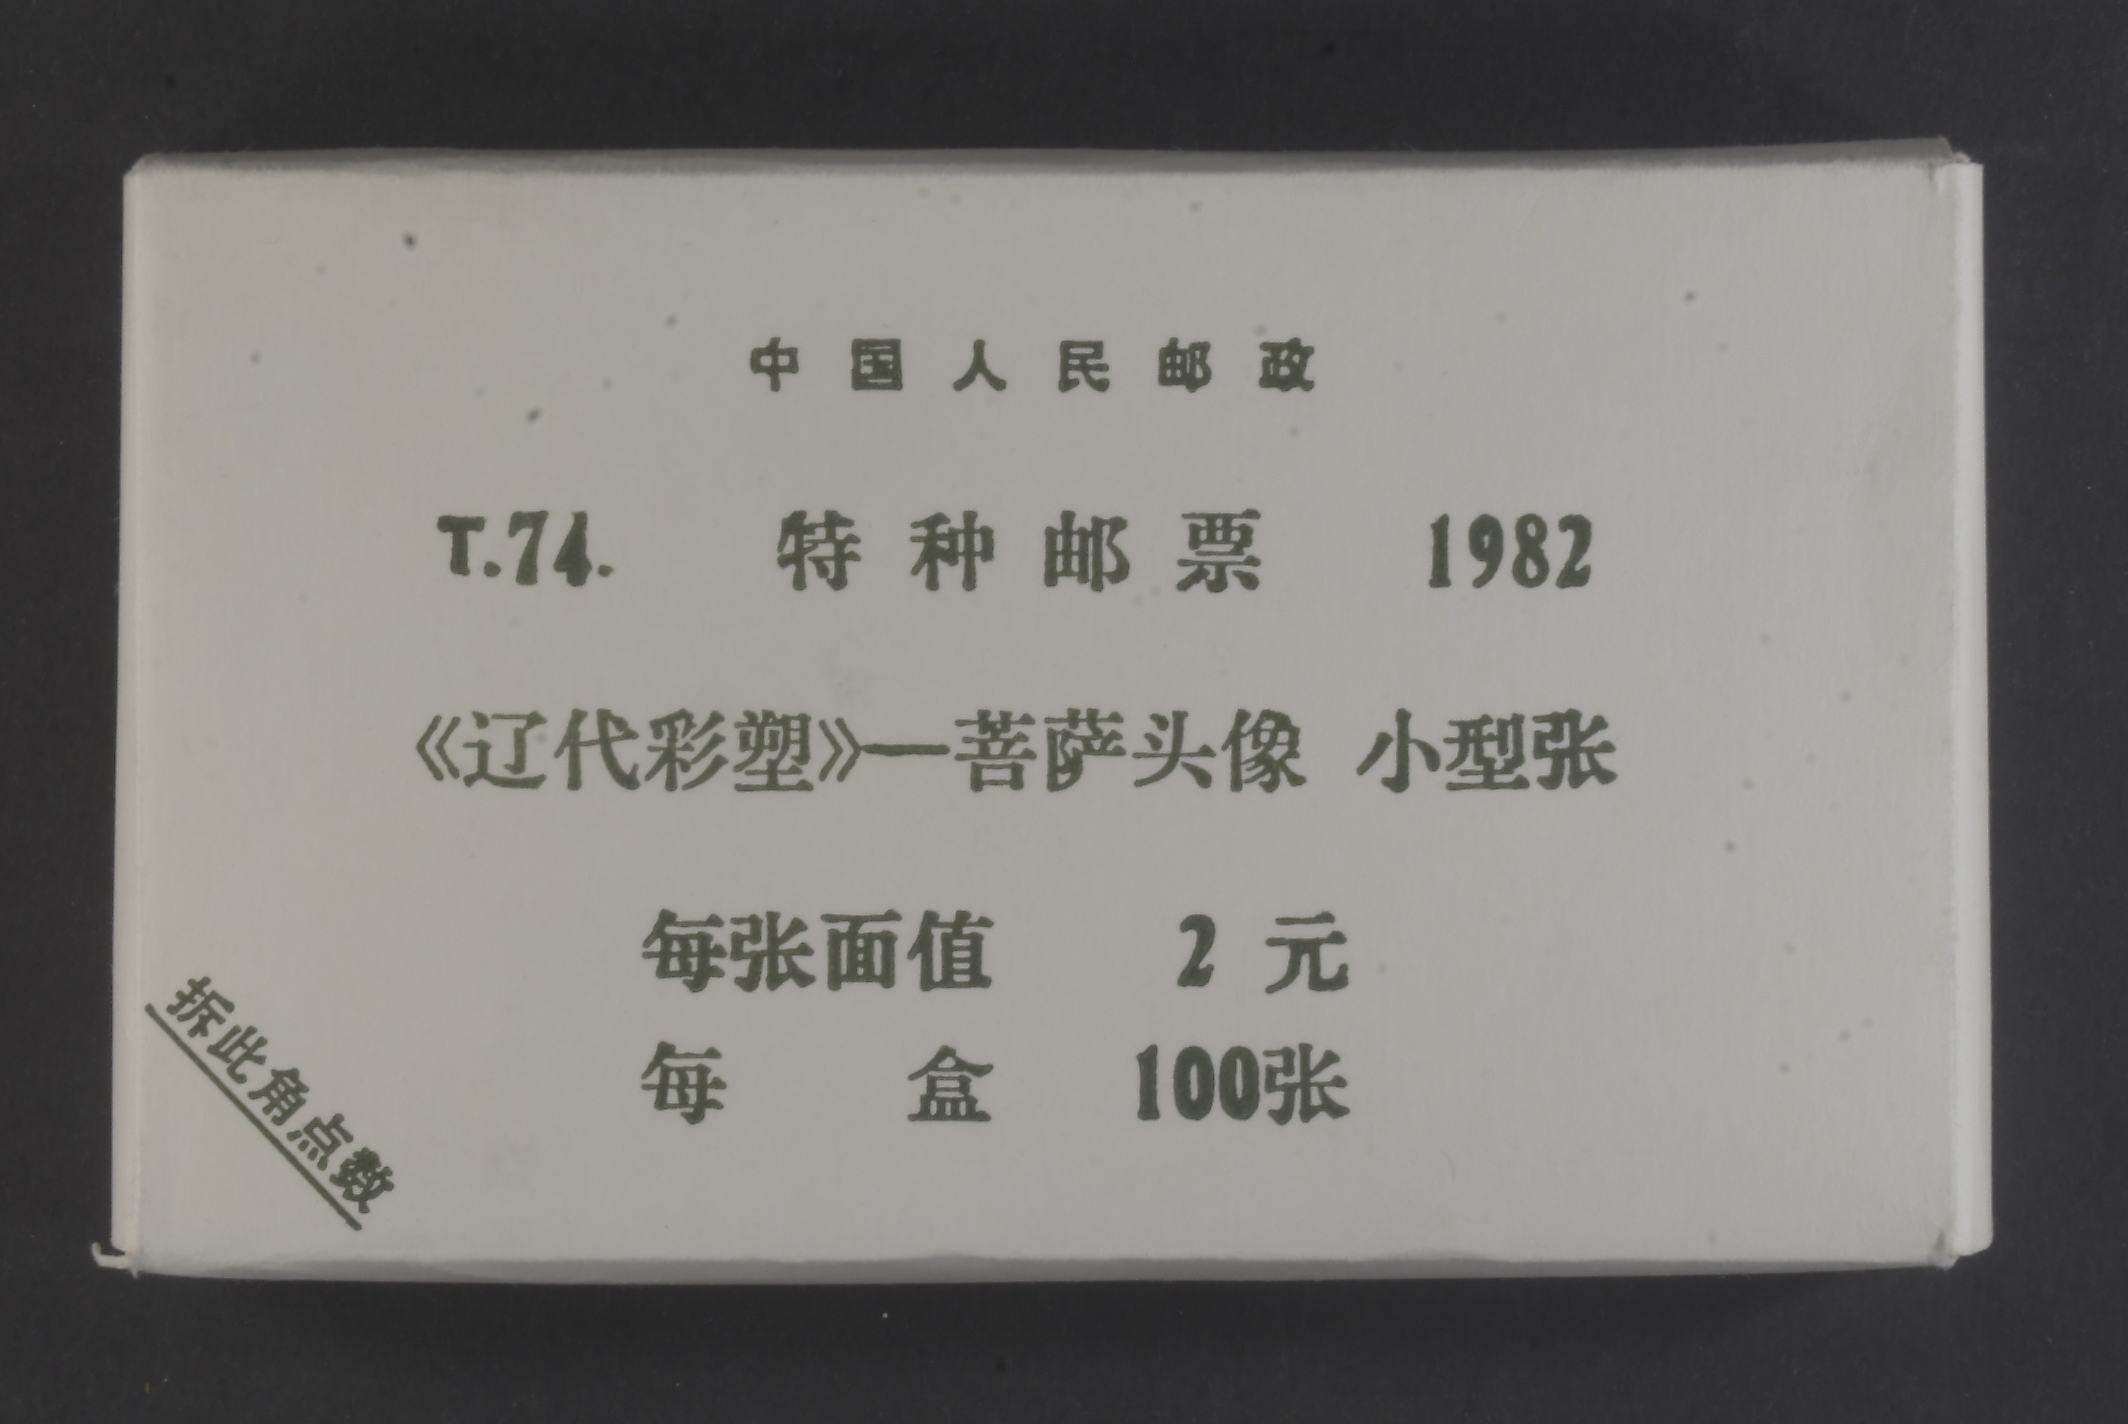 中国人民邮政
T.74. 特种邮票 1982
《辽代彩塑》—菩萨头像 小型张
每张面值 2 元
每 盒 100张
拆此角点数